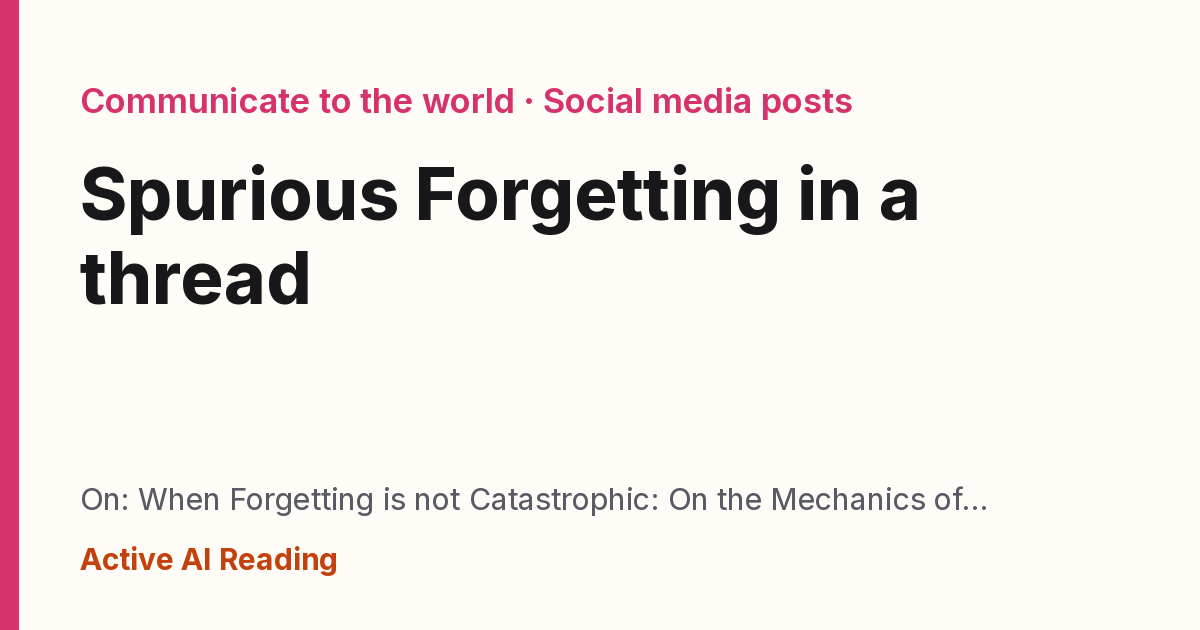 Communicate to the world · Social media posts
Spurious Forgetting in a
thread
On: When Forgetting is not Catastrophic: On the Mechanics of...
Active AI Reading